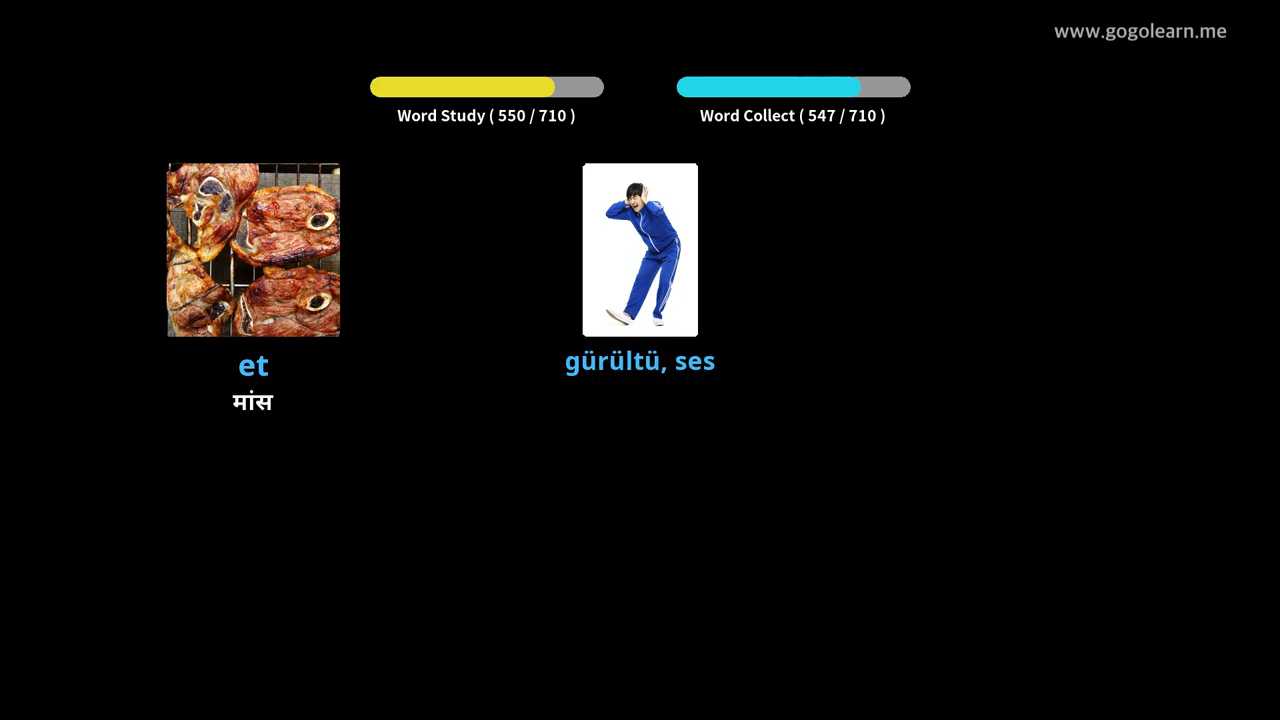 www.gogolearn.me
Word Study ( 550 / 710 )
Word Collect ( 547 / 710 )
et
मांस
gürültü, ses